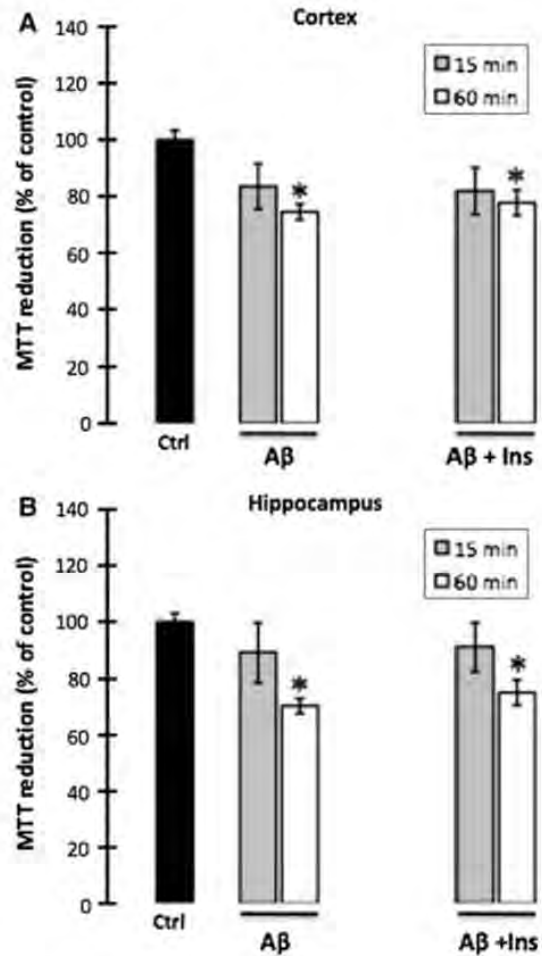 A
Cortex
MTT reduction (% of control)
140
120
100
80
60
40
20
0
15 min
60 min
*
*
Ctrl
Aβ
Aβ + Ins
B
Hippocampus
MTT reduction (% of control)
140
120
100
80
60
40
20
0
15 min
60 min
*
*
Ctrl
Aβ
Aβ +Ins